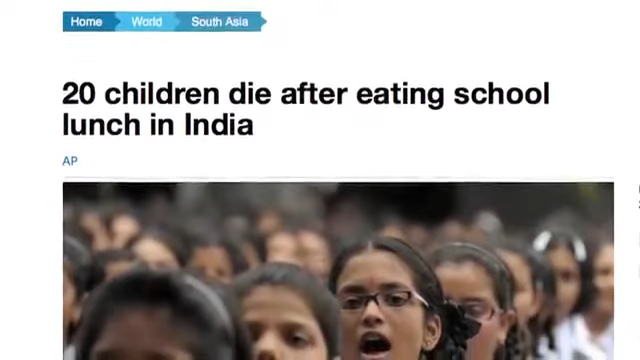 Home World South Asia
20 children die after eating school
lunch in India
AP